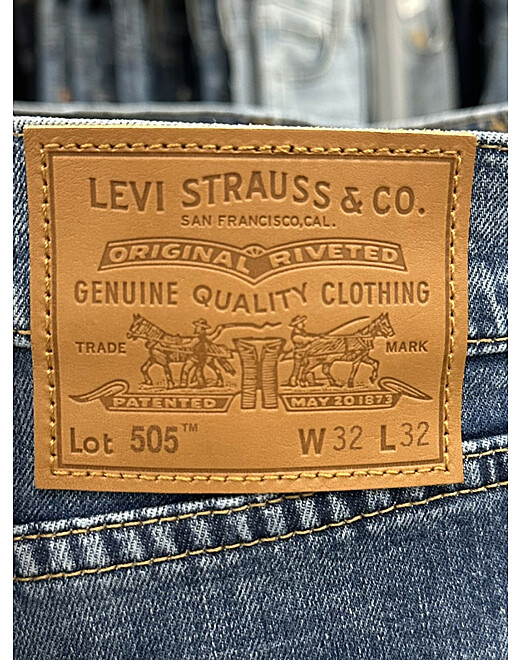 LEVI STRAUSS & CO.
SAN FRANCISCO,CAL.
ORIGINAL RIVETED
GENUINE QUALITY CLOTHING
TRADE MARK
PATENTED MAY 20 1873
Lot 505™ W 32 L 32